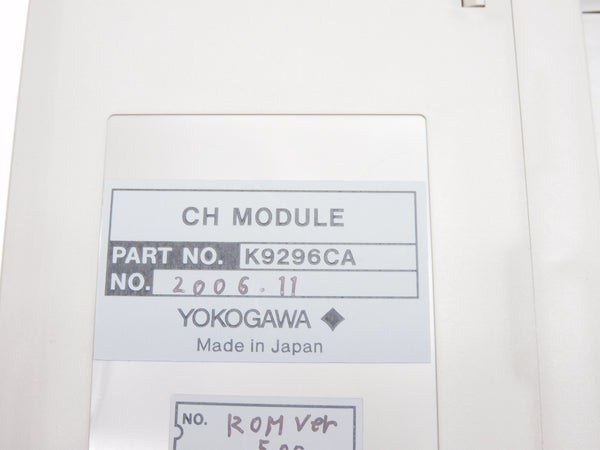 CH MODULE
PART NO. K9296CA
NO. 2006.11
YOKOGAWA
Made in Japan
NO. ROM Ver